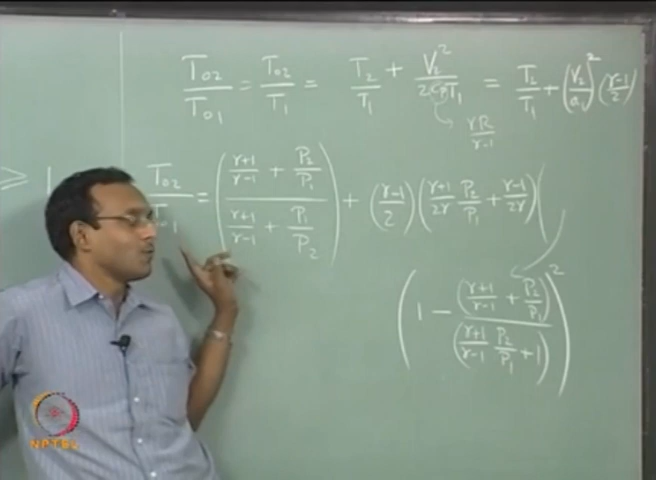 T₀₂/T₀₁ = T₀₂/T₁ = T₂/T₁ + V₂²/(2CpT₁) = T₂/T₁ + (V₂/a₁)² ((γ-1)/2)
γR/(γ-1)
≥ 1
T₀₂/T₁ = (((γ+1)/(γ-1) + P₂/P₁)/((γ+1)/(γ-1) + P₁/P₂)) + ((γ-1)/2) ((γ+1)/2γ P₂/P₁ + (γ-1)/2γ) (
(1 - ((γ+1)/(γ-1) + P₂/P₁)/((γ+1)/(γ-1) P₂/P₁ + 1))²
NPTEL